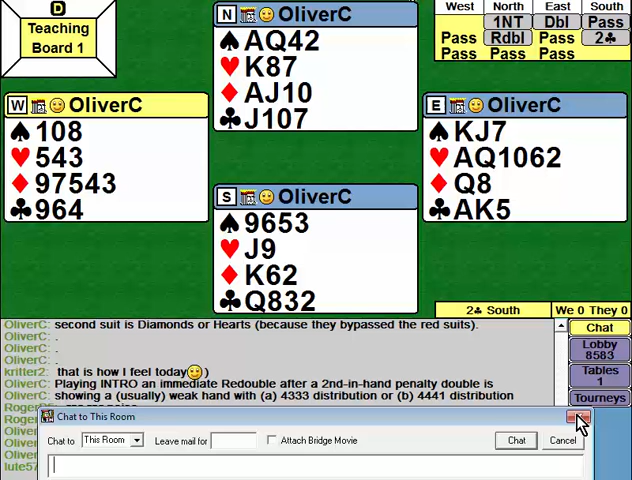 D
Teaching
Board 1
N OliverC
♠ AQ42
♥ K87
♦ AJ10
♣ J107
West North East South
1NT Dbl Pass
Pass Rdbl Pass 2♣
Pass Pass Pass
W OliverC
♠ 108
♥ 543
♦ 97543
♣ 964
E OliverC
♠ KJ7
♥ AQ1062
♦ Q8
♣ AK5
S OliverC
♠ 9653
♥ J9
♦ K62
♣ Q832
2♣ South We 0 They 0
OliverC: second suit is Diamonds or Hearts (because they bypassed the red suits).
OliverC: .
OliverC: .
OliverC: .
kritter2: that is how I feel today )
OliverC: Playing INTRO an immediate Redouble after a 2nd-in-hand penalty double is
OliverC: showing a (usually) weak hand with (a) 4333 distribution or (b) 4441 distribution
Chat
Lobby
8583
Tables
1
Tourneys
Chat to This Room
Chat to This Room Leave mail for Attach Bridge Movie Chat Cancel